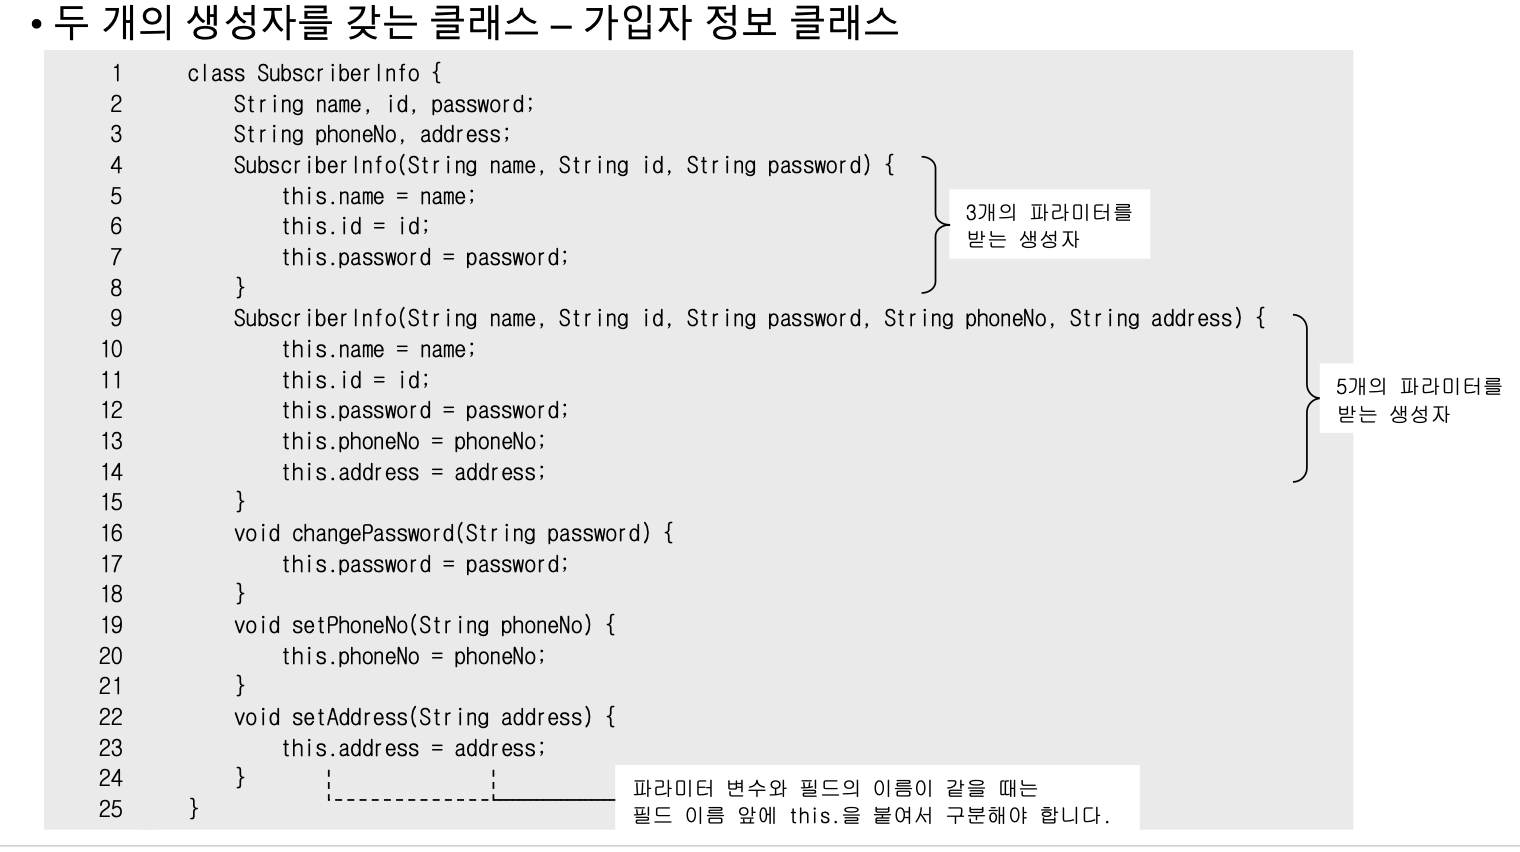 • 두 개의 생성자를 갖는 클래스 – 가입자 정보 클래스
1 class SubscriberInfo {
2 String name, id, password;
3 String phoneNo, address;
4 SubscriberInfo(String name, String id, String password) {
5 this.name = name;
6 this.id = id;
7 this.password = password;
8 }
3개의 파라미터를
받는 생성자
9 SubscriberInfo(String name, String id, String password, String phoneNo, String address) {
10 this.name = name;
11 this.id = id;
12 this.password = password;
13 this.phoneNo = phoneNo;
14 this.address = address;
15 }
5개의 파라미터를
받는 생성자
16 void changePassword(String password) {
17 this.password = password;
18 }
19 void setPhoneNo(String phoneNo) {
20 this.phoneNo = phoneNo;
21 }
22 void setAddress(String address) {
23 this.address = address;
24 }
25 }
파라미터 변수와 필드의 이름이 같을 때는
필드 이름 앞에 this.을 붙여서 구분해야 합니다.